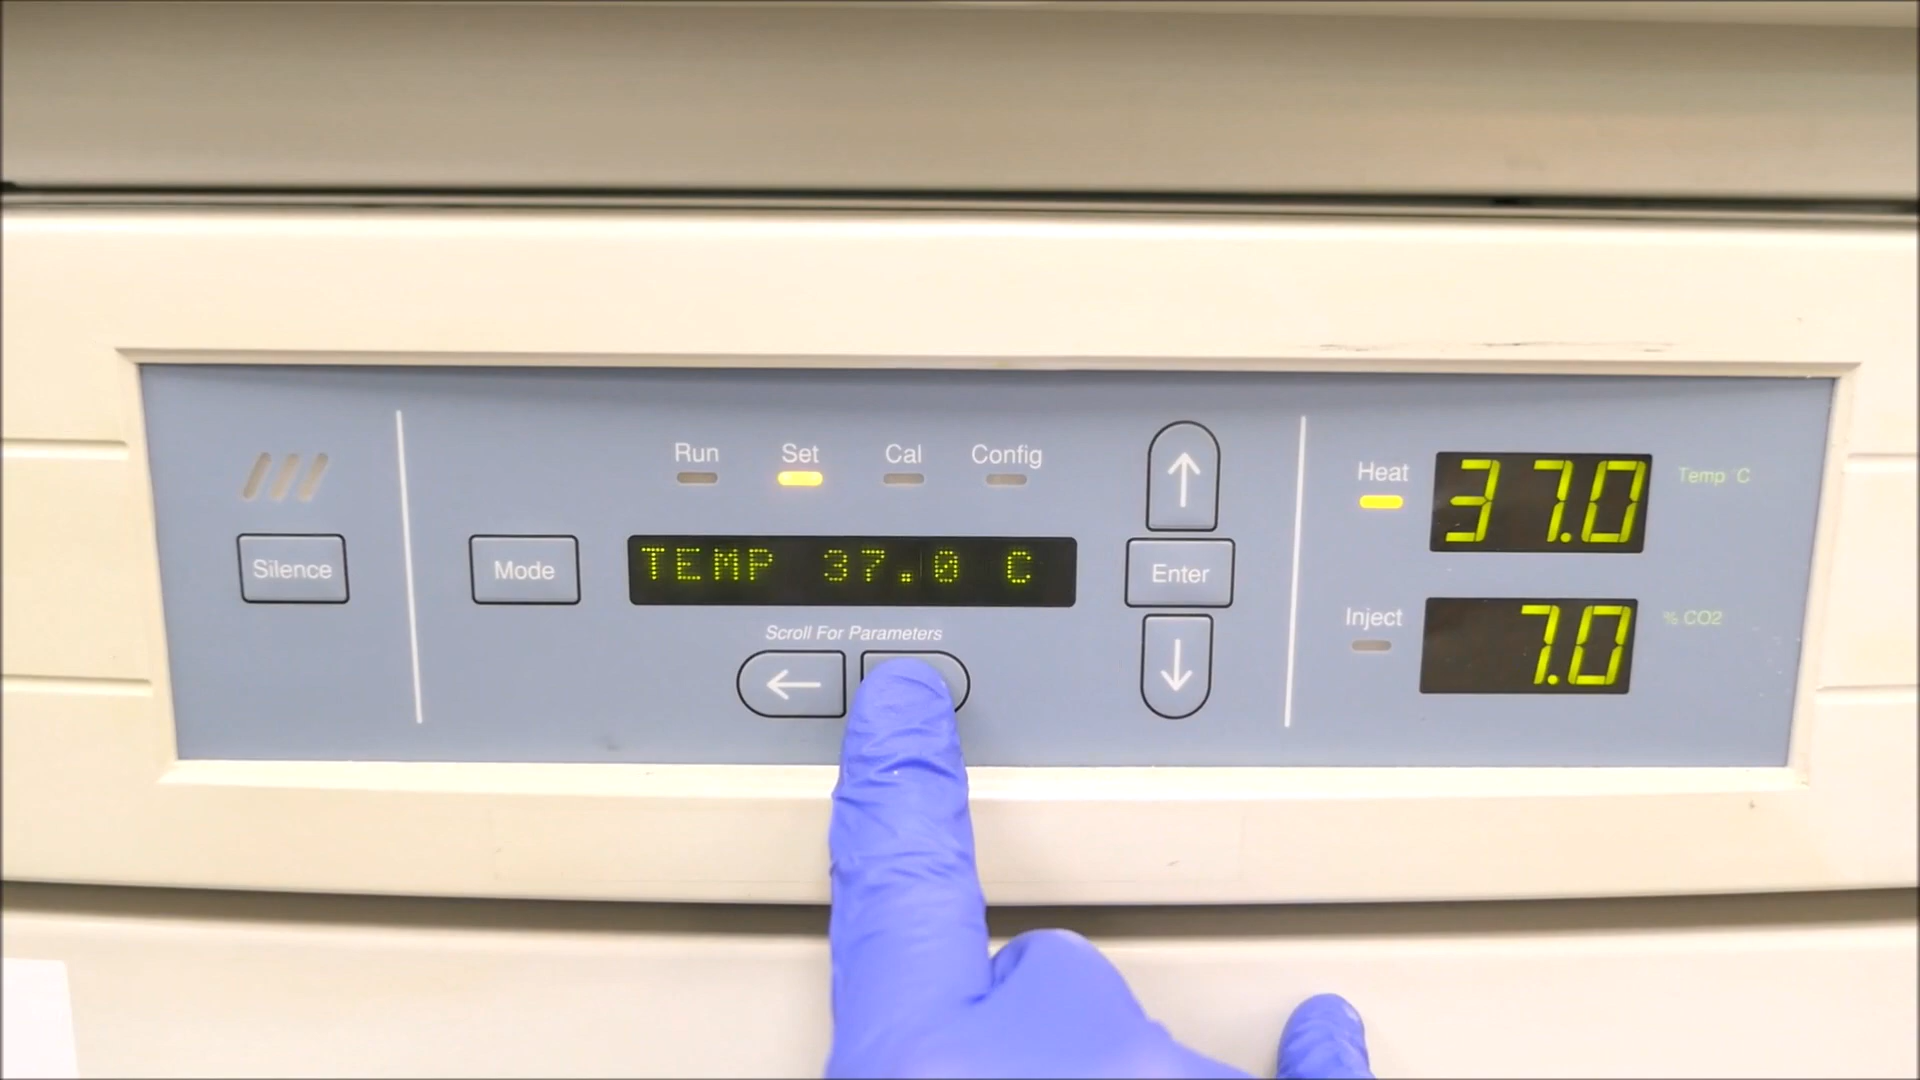 Run Set Cal Config
Silence
Mode
TEMP 37.0 C
Scroll For Parameters
Enter
Heat
37.0
Temp °C
Inject
7.0
% CO2